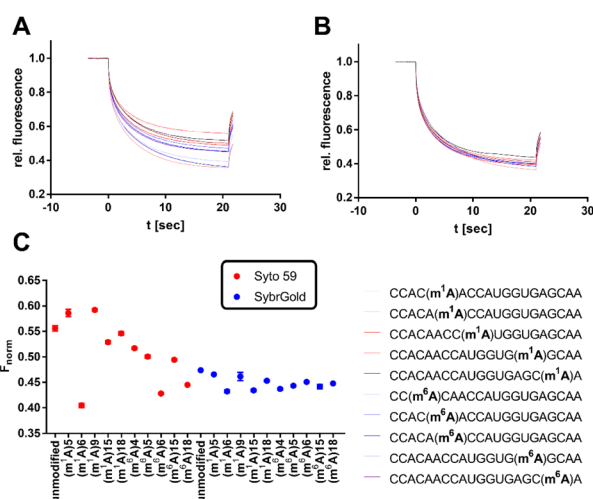 A
rel. fluorescence
1.0
0.8
0.6
0.4
0.2
-10
0
10
20
30
t [sec]
B
rel. fluorescence
1.0
0.8
0.6
0.4
0.2
-10
0
10
20
30
t [sec]
C
F_norm
0.65
0.60
0.55
0.50
0.45
0.40
0.35
Syto 59
SybrGold
unmodified
(m¹A)5
(m¹A)6
(m¹A)9
(m¹A)15
(m¹A)18
(m⁶A)4
(m⁶A)5
(m⁶A)6
(m⁶A)15
(m⁶A)18
unmodified
(m¹A)5
(m¹A)6
(m¹A)9
(m¹A)15
(m¹A)18
(m⁶A)4
(m⁶A)5
(m⁶A)6
(m⁶A)15
(m⁶A)18
CCAC(m¹A)ACCAUGGUGAGCAA
CCACA(m¹A)CCAUGGUGAGCAA
CCACAACC(m¹A)UGGUGAGCAA
CCACAACCAUGGUG(m¹A)GCAA
CCACAACCAUGGUGAGC(m¹A)A
CC(m⁶A)CAACCAUGGUGAGCAA
CCAC(m⁶A)ACCAUGGUGAGCAA
CCACA(m⁶A)CCAUGGUGAGCAA
CCACAACCAUGGUG(m⁶A)GCAA
CCACAACCAUGGUGAGC(m⁶A)A